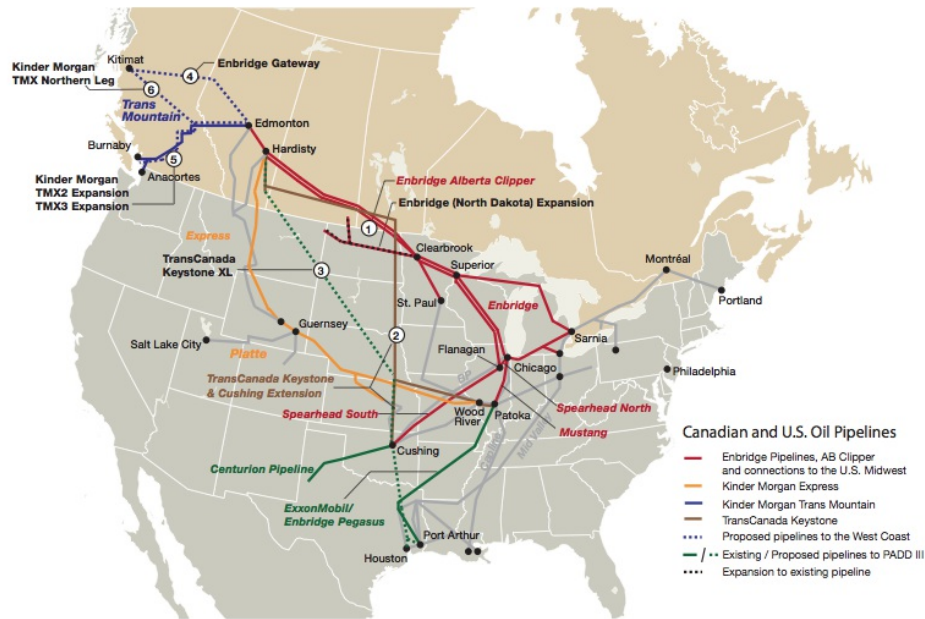 Kinder Morgan
TMX Northern Leg
Kitimat
4
Enbridge Gateway
6
Trans
Mountain
Edmonton
Burnaby
5
Hardisty
Anacortes
Kinder Morgan
TMX2 Expansion
TMX3 Expansion
Enbridge Alberta Clipper
Enbridge (North Dakota) Expansion
1
Express
Clearbrook
TransCanada
Keystone XL
3
Superior
Montréal
Portland
St. Paul
Enbridge
Guernsey
Sarnia
Salt Lake City
2
Platte
Flanagan
Chicago
BP
Philadelphia
TransCanada Keystone
& Cushing Extension
Wood
River
Patoka
Spearhead North
Spearhead South
Mustang
Capline
MidValley
Cushing
Centurion Pipeline
ExxonMobil/
Enbridge Pegasus
Port Arthur
Houston
Canadian and U.S. Oil Pipelines
Enbridge Pipelines, AB Clipper
and connections to the U.S. Midwest
Kinder Morgan Express
Kinder Morgan Trans Mountain
TransCanada Keystone
Proposed pipelines to the West Coast
/ Existing / Proposed pipelines to PADD III
Expansion to existing pipeline